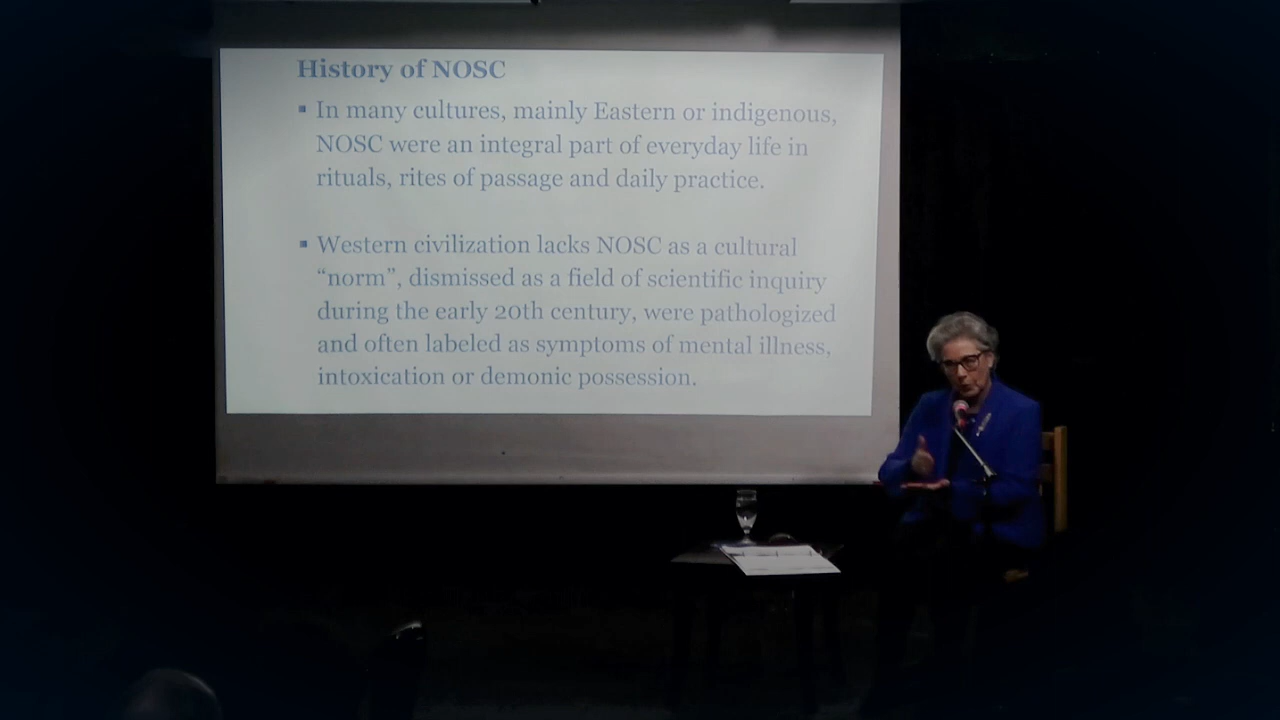 History of NOSC
▪ In many cultures, mainly Eastern or indigenous,
NOSC were an integral part of everyday life in
rituals, rites of passage and daily practice.
▪ Western civilization lacks NOSC as a cultural
“norm”, dismissed as a field of scientific inquiry
during the early 20th century, were pathologized
and often labeled as symptoms of mental illness,
intoxication or demonic possession.